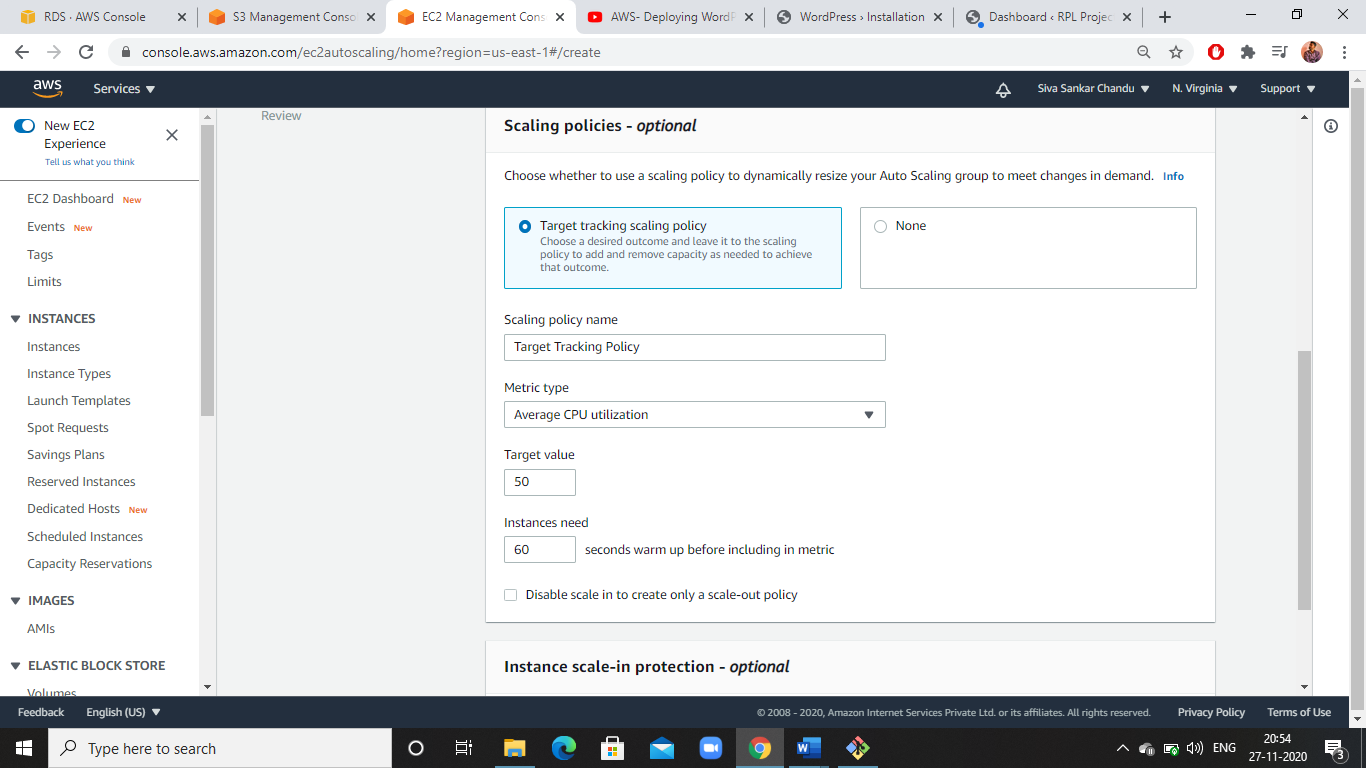 RDS · AWS Console
S3 Management Conso
EC2 Management Cons
AWS- Deploying WordP
WordPress › Installation
Dashboard ‹ RPL Projec
console.aws.amazon.com/ec2autoscaling/home?region=us-east-1#/create
aws
Services
Siva Sankar Chandu
N. Virginia
Support
New EC2
Experience
Tell us what you think
EC2 Dashboard New
Events New
Tags
Limits
INSTANCES
Instances
Instance Types
Launch Templates
Spot Requests
Savings Plans
Reserved Instances
Dedicated Hosts New
Scheduled Instances
Capacity Reservations
IMAGES
AMIs
ELASTIC BLOCK STORE
Volumes
Review
Scaling policies - optional
Choose whether to use a scaling policy to dynamically resize your Auto Scaling group to meet changes in demand. Info
Target tracking scaling policy
Choose a desired outcome and leave it to the scaling
policy to add and remove capacity as needed to achieve
that outcome.
None
Scaling policy name
Target Tracking Policy
Metric type
Average CPU utilization
Target value
50
Instances need
60 seconds warm up before including in metric
Disable scale in to create only a scale-out policy
Instance scale-in protection - optional
Feedback
English (US)
© 2008 - 2020, Amazon Internet Services Private Ltd. or its affiliates. All rights reserved.
Privacy Policy
Terms of Use
Type here to search
ENG
20:54
27-11-2020
3